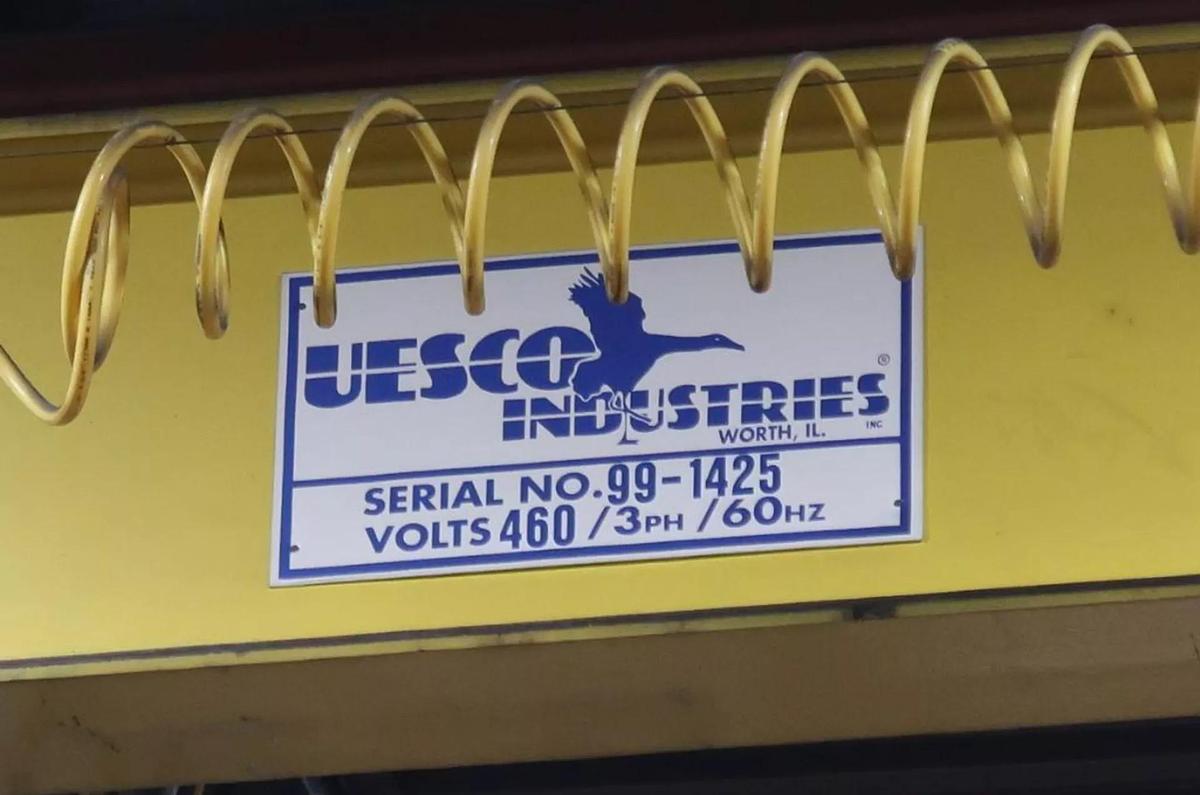 UESCO
INDUSTRIES ®
WORTH, IL. INC
SERIAL NO. 99-1425
VOLTS 460 /3PH /60HZ